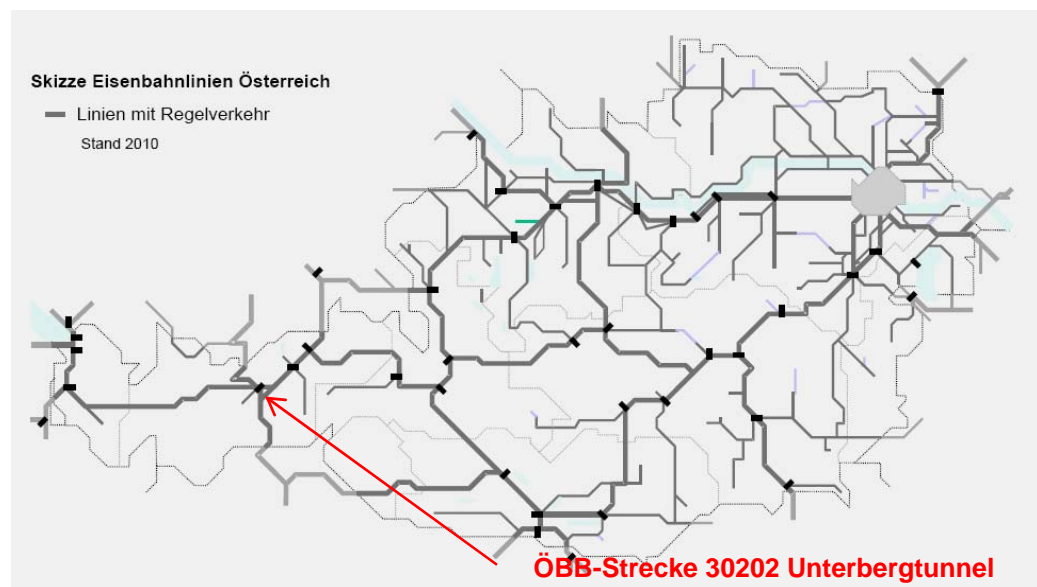 Skizze Eisenbahnlinien Österreich
Linien mit Regelverkehr
Stand 2010
ÖBB-Strecke 30202 Unterbergtunnel